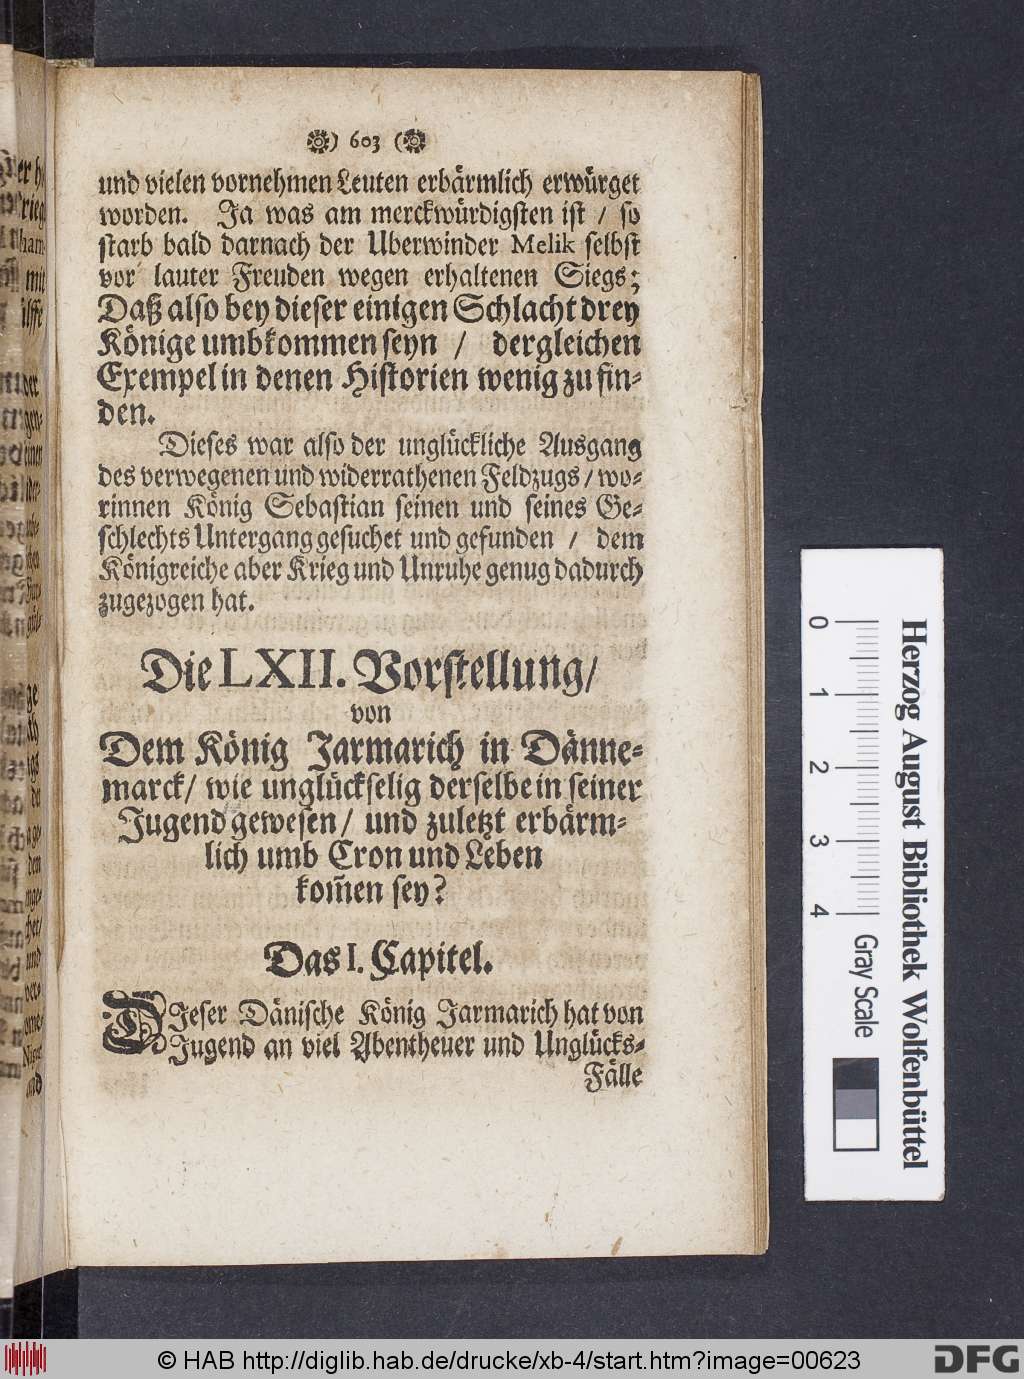 ) 603 (
und vielen vornehmen Leuten erbärmlich erwürget
worden. Ja was am merckwürdigsten ist / so
starb bald darnach der Uberwinder Melik selbst
vor lauter Freuden wegen erhaltenen Siegs;
Daß also bey dieser einigen Schlacht drey
Könige umbkommen seyn / dergleichen
Exempel in denen Historien wenig zu fin-
den.
Dieses war also der unglückliche Ausgang
des verwegenen und widerrathenen Feldzugs / wo-
rinnen König Sebastian seinen und seines Ge-
schlechts Untergang gesuchet und gefunden / dem
Königreiche aber Krieg und Unruhe genug dadurch
zugezogen hat.
Die LXII. Vorstellung/
von
Dem König Jarmarich in Dänne-
marck/ wie unglückselig derselbe in seiner
Jugend gewesen/ und zuletzt erbärm-
lich umb Cron und Leben
kom̃en sey?
Das I. Capitel.
DJeser Dänische König Jarmarich hat von
Jugend an viel Abentheuer und Unglücks-
Fälle
Herzog August Bibliothek Wolfenbüttel
0 1 2 3 4 Gray Scale
© HAB http://diglib.hab.de/drucke/xb-4/start.htm?image=00623
DFG